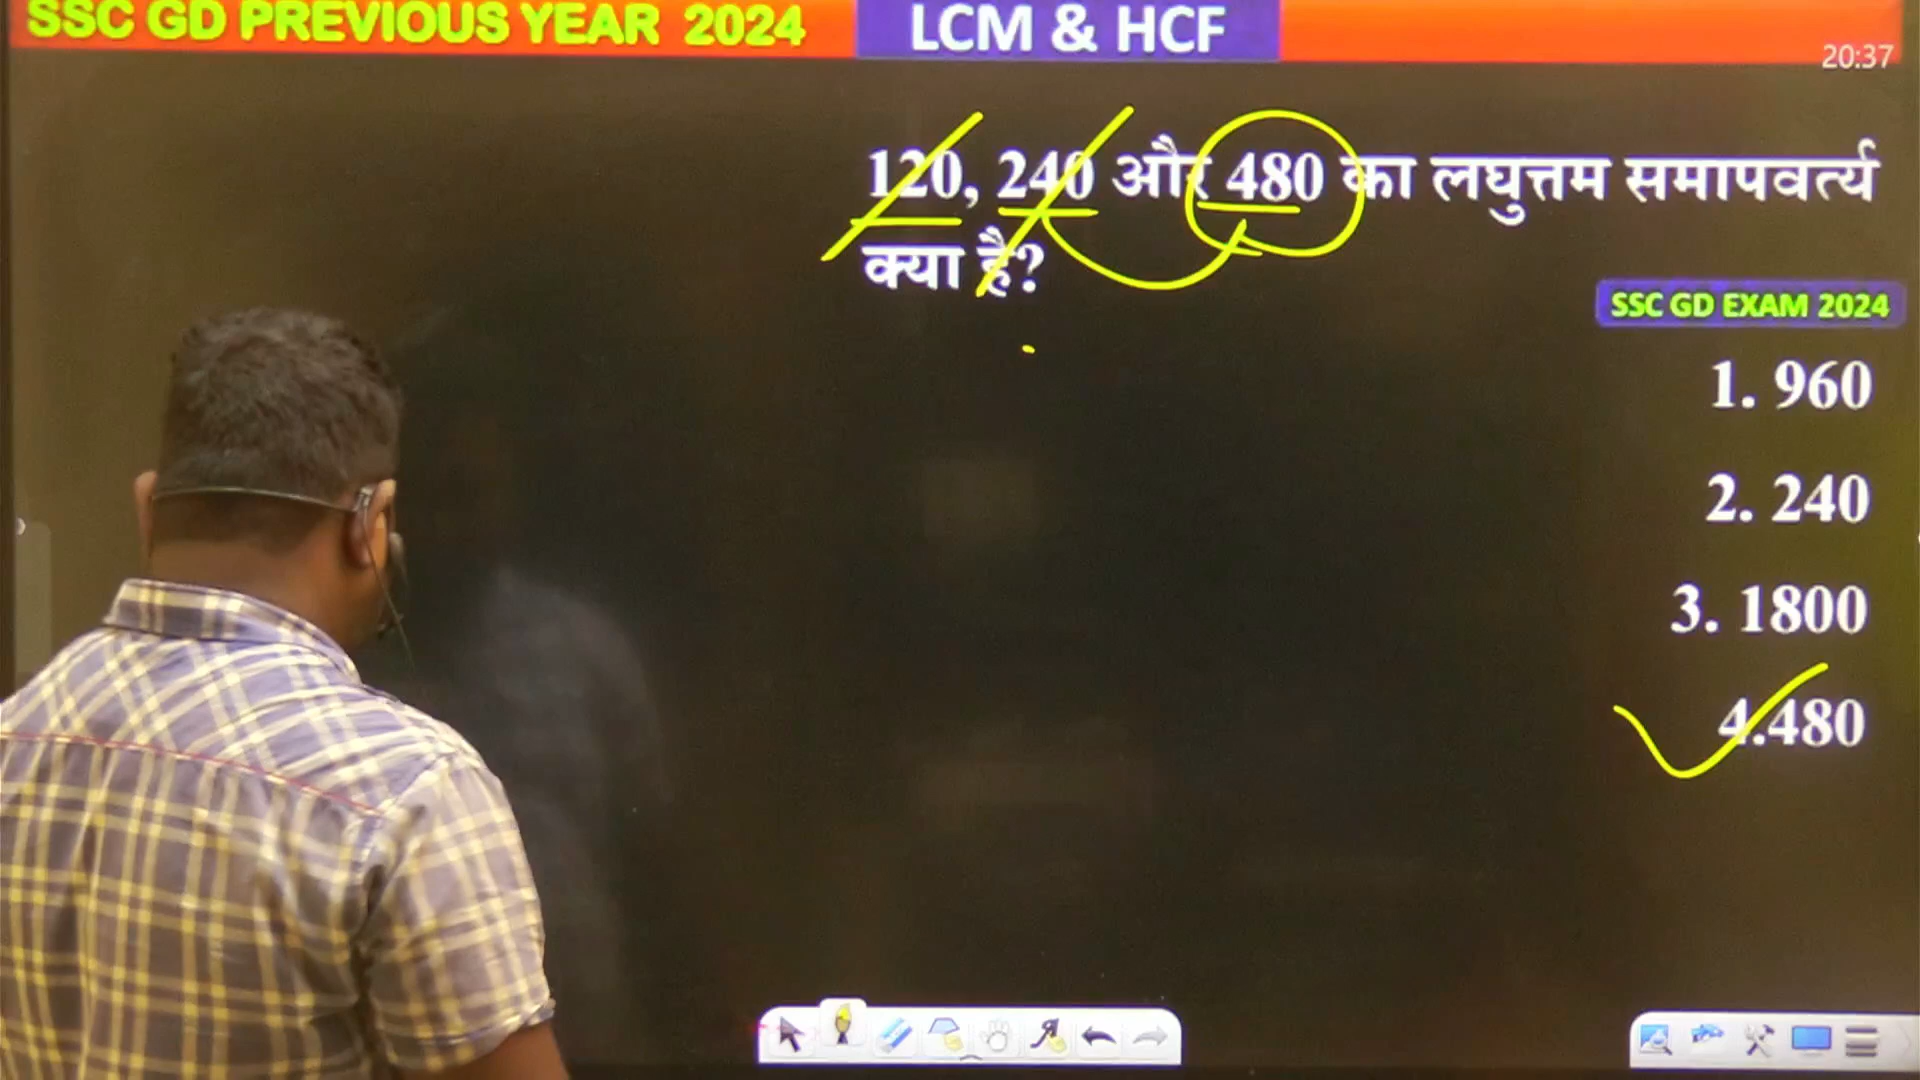 SSC GD PREVIOUS YEAR 2024
LCM & HCF
20:37
120, 240 और 480 का लघुत्तम समापवर्त्य
क्या है?
SSC GD EXAM 2024
1. 960
2. 240
3. 1800
4.480